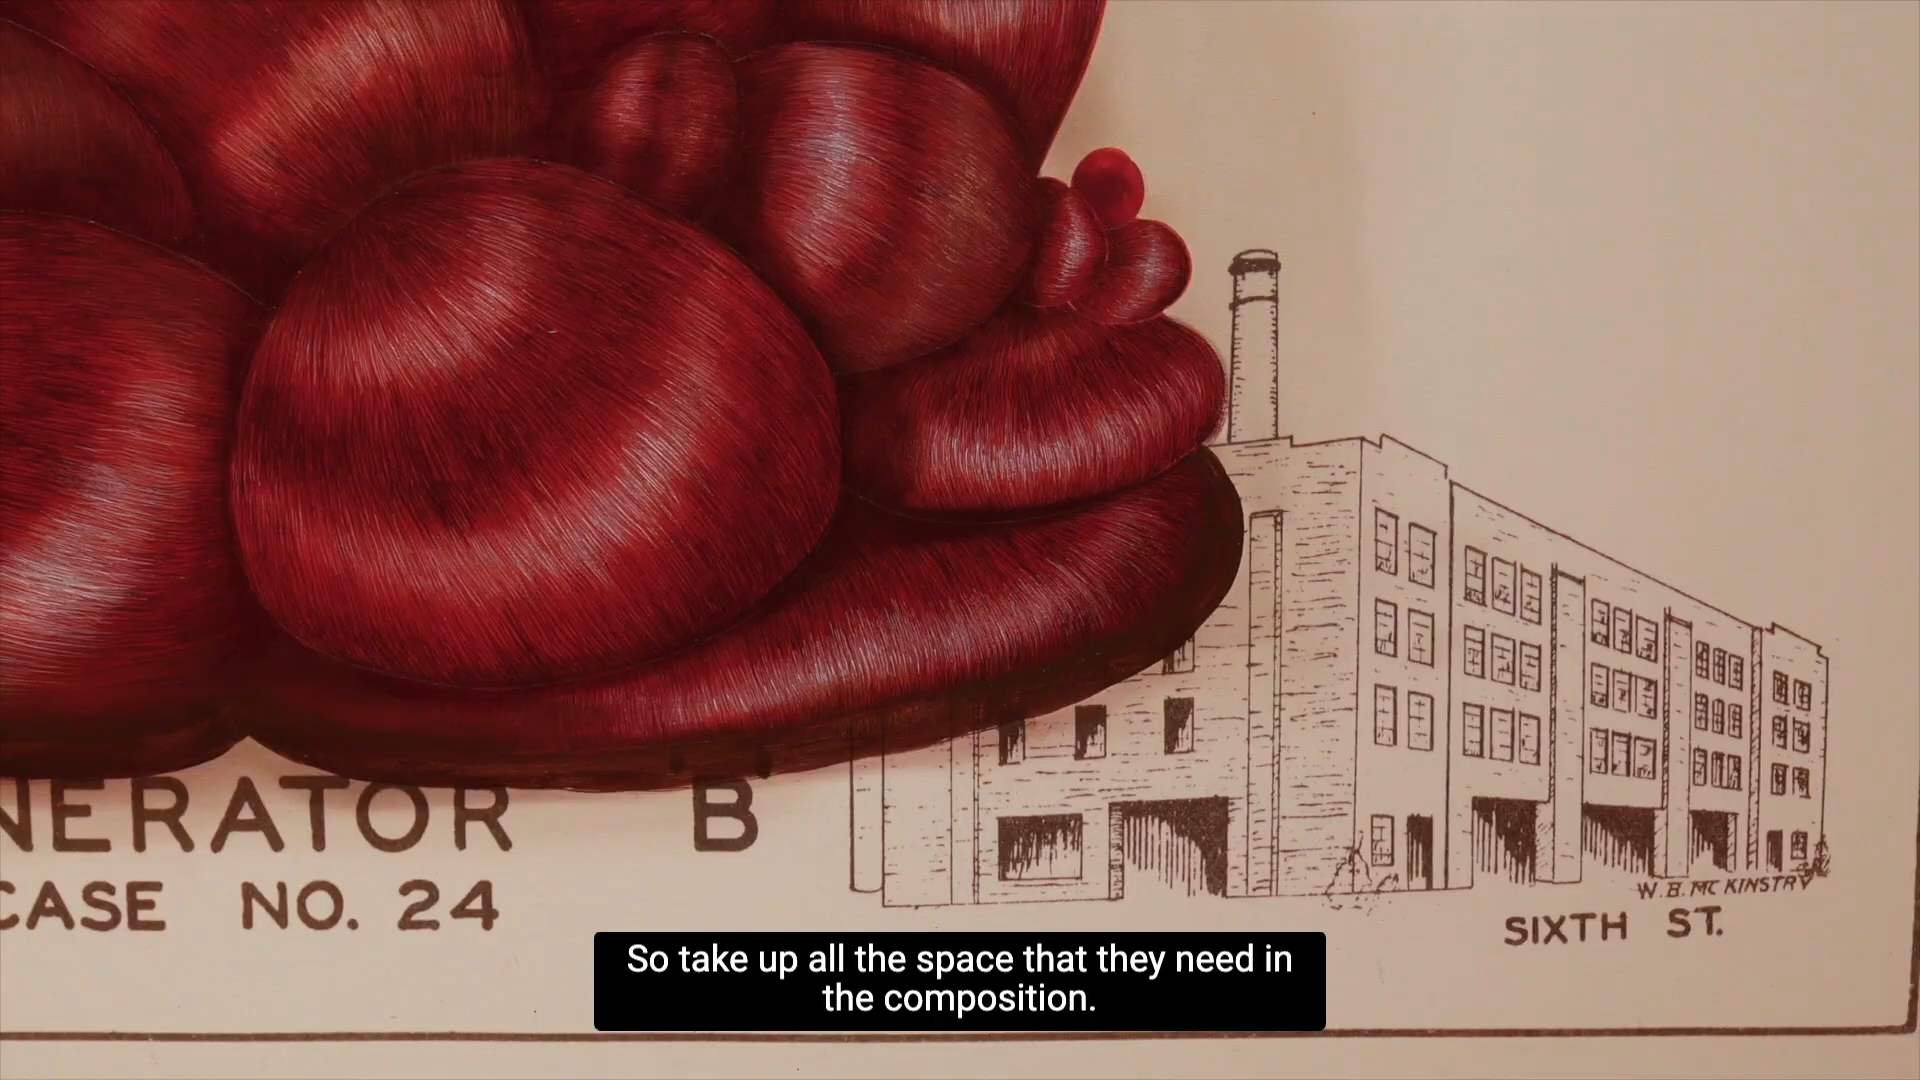 NERATOR B
CASE NO. 24
W. B. MC KINSTRY
SIXTH ST.
So take up all the space that they need in
the composition.